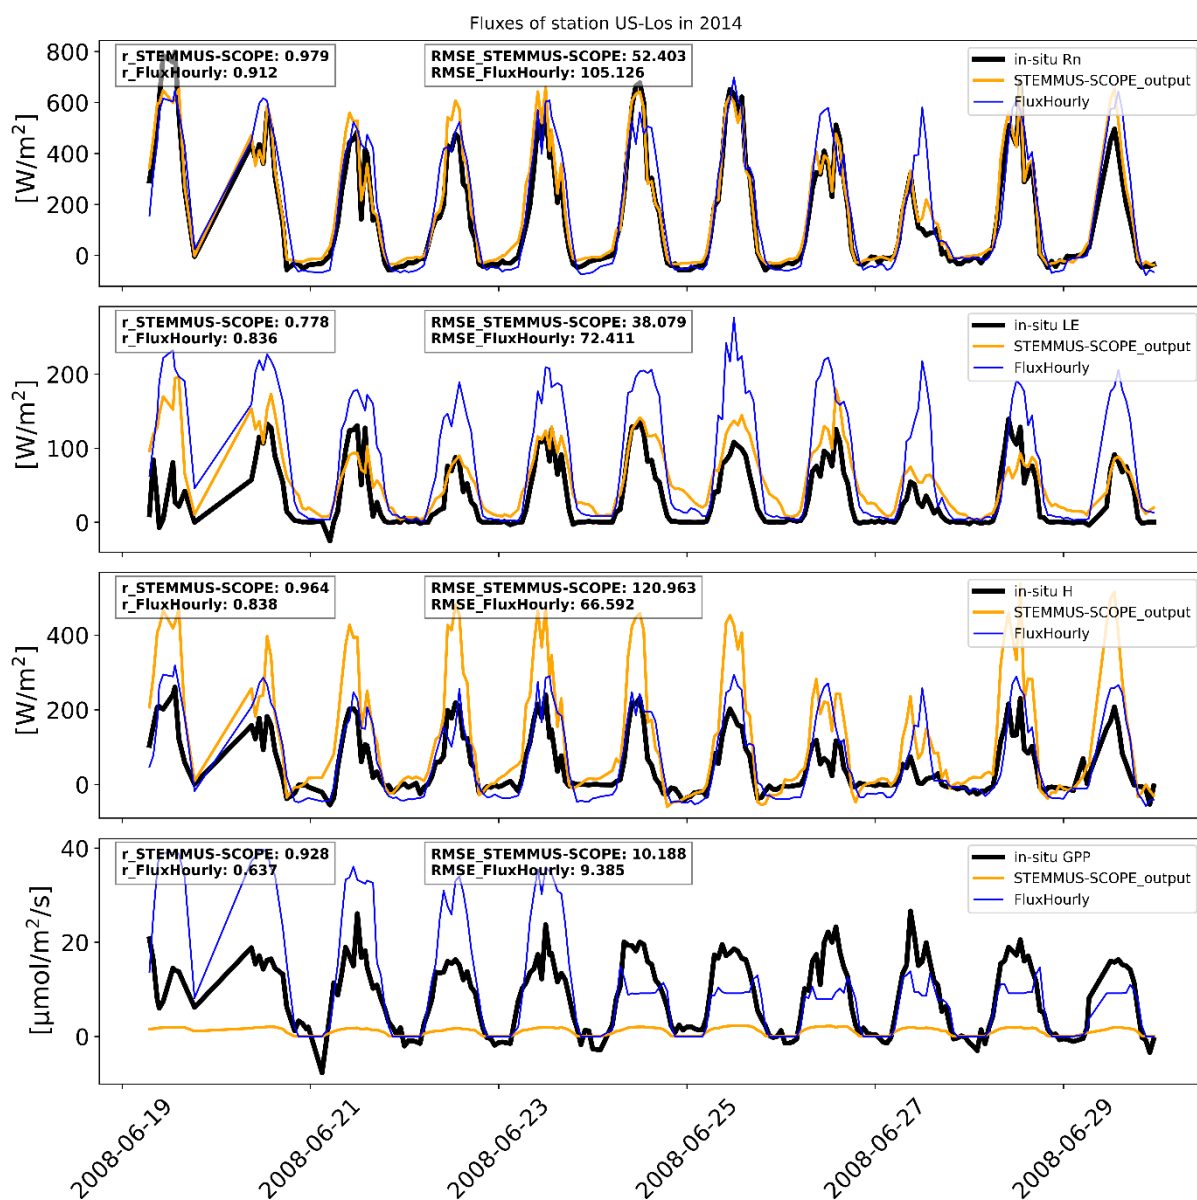 Fluxes of station US-Los in 2014
r_STEMMUS-SCOPE: 0.979
r_FluxHourly: 0.912
RMSE_STEMMUS-SCOPE: 52.403
RMSE_FluxHourly: 105.126
in-situ Rn
STEMMUS-SCOPE_output
FluxHourly
[W/m²]
800
600
400
200
0
r_STEMMUS-SCOPE: 0.778
r_FluxHourly: 0.836
RMSE_STEMMUS-SCOPE: 38.079
RMSE_FluxHourly: 72.411
in-situ LE
STEMMUS-SCOPE_output
FluxHourly
[W/m²]
200
100
0
r_STEMMUS-SCOPE: 0.964
r_FluxHourly: 0.838
RMSE_STEMMUS-SCOPE: 120.963
RMSE_FluxHourly: 66.592
in-situ H
STEMMUS-SCOPE_output
FluxHourly
[W/m²]
400
200
0
r_STEMMUS-SCOPE: 0.928
r_FluxHourly: 0.637
RMSE_STEMMUS-SCOPE: 10.188
RMSE_FluxHourly: 9.385
in-situ GPP
STEMMUS-SCOPE_output
FluxHourly
[μmol/m²/s]
40
20
0
2008-06-19
2008-06-21
2008-06-23
2008-06-25
2008-06-27
2008-06-29